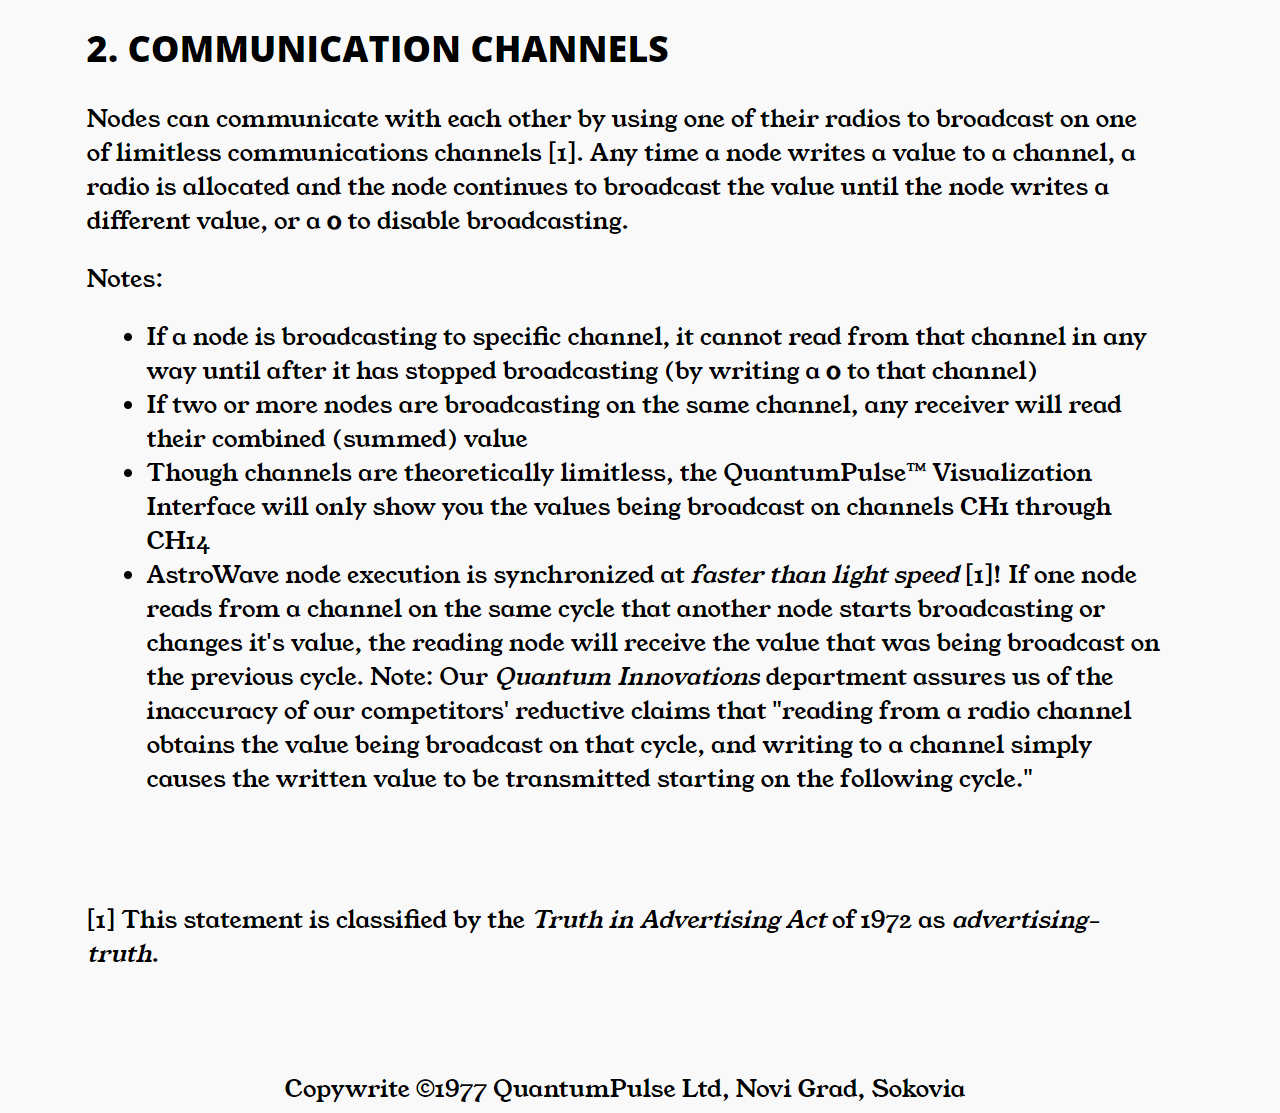 2. COMMUNICATION CHANNELS
Nodes can communicate with each other by using one of their radios to broadcast on one
of limitless communications channels [1]. Any time a node writes a value to a channel, a
radio is allocated and the node continues to broadcast the value until the node writes a
different value, or a 0 to disable broadcasting.
Notes:
• If a node is broadcasting to specific channel, it cannot read from that channel in any
way until after it has stopped broadcasting (by writing a 0 to that channel)
• If two or more nodes are broadcasting on the same channel, any receiver will read
their combined (summed) value
• Though channels are theoretically limitless, the QuantumPulse™ Visualization
Interface will only show you the values being broadcast on channels CH1 through
CH14
• AstroWave node execution is synchronized at faster than light speed [1]! If one node
reads from a channel on the same cycle that another node starts broadcasting or
changes it's value, the reading node will receive the value that was being broadcast on
the previous cycle. Note: Our Quantum Innovations department assures us of the
inaccuracy of our competitors' reductive claims that "reading from a radio channel
obtains the value being broadcast on that cycle, and writing to a channel simply
causes the written value to be transmitted starting on the following cycle."
[1] This statement is classified by the Truth in Advertising Act of 1972 as advertising-
truth.
Copywrite ©1977 QuantumPulse Ltd, Novi Grad, Sokovia